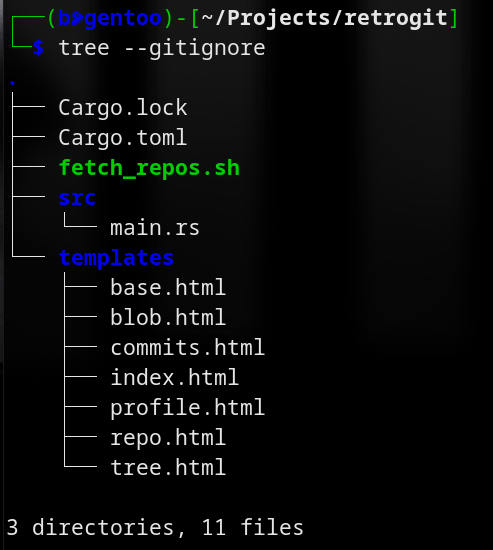 ┌──(b⊁gentoo)-[~/Projects/retrogit]
└─$ tree --gitignore
.
├── Cargo.lock
├── Cargo.toml
├── fetch_repos.sh
├── src
│   └── main.rs
└── templates
    ├── base.html
    ├── blob.html
    ├── commits.html
    ├── index.html
    ├── profile.html
    ├── repo.html
    └── tree.html
3 directories, 11 files